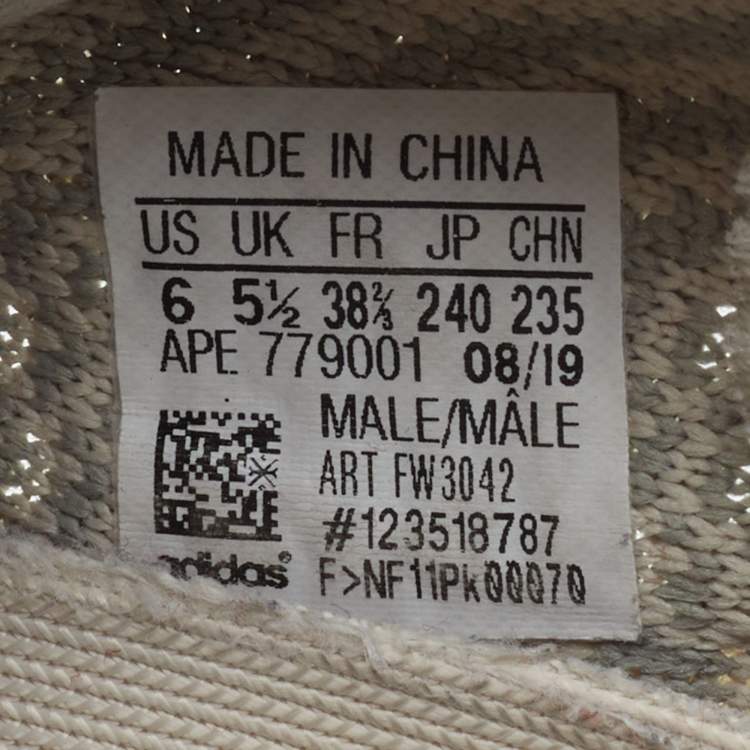 MADE IN CHINA
US UK FR JP CHN
6 5½ 38⅔ 240 235
APE 779001 08/19
MALE/MÂLE
ART FW3042
#123518787
adidas®
F>NF11PK00070